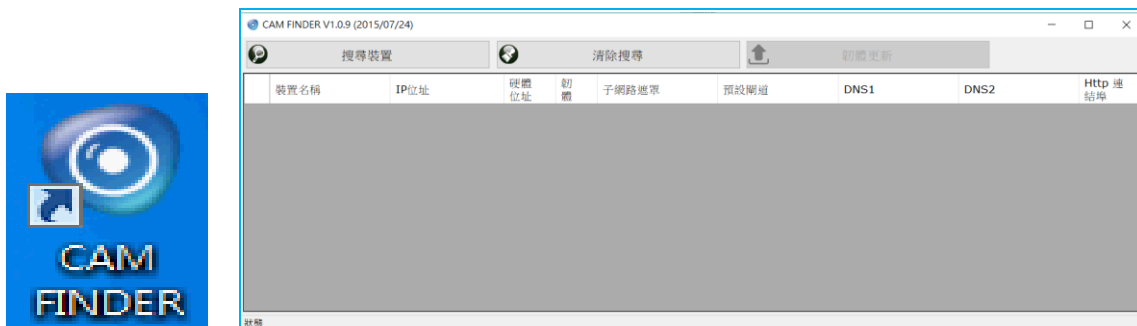 CAM FINDER V1.0.9 (2015/07/24)
搜尋裝置 清除搜尋 韌體更新
裝置名稱 IP位址 硬體位址 韌體 子網路遮罩 預設閘道 DNS1 DNS2 Http 連結埠
狀態
CAM
FINDER